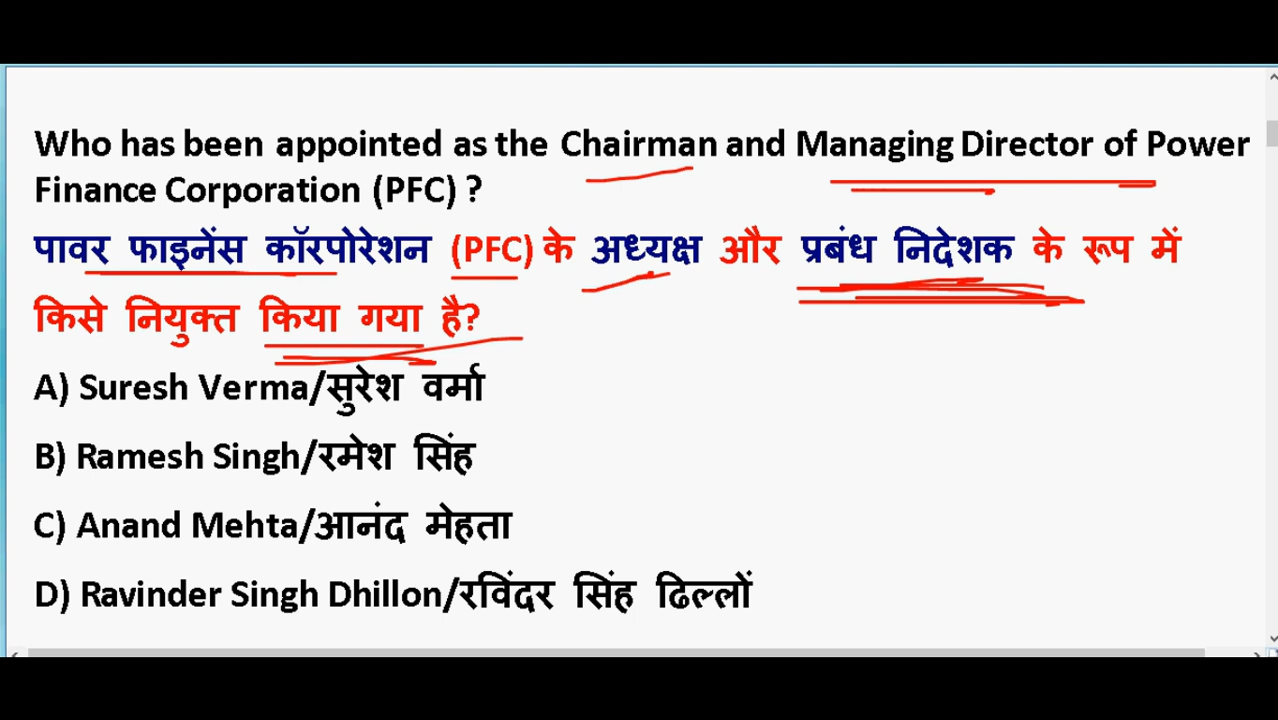 Who has been appointed as the Chairman and Managing Director of Power
Finance Corporation (PFC) ?
पावर फाइनेंस कॉरपोरेशन (PFC) के अध्यक्ष और प्रबंध निदेशक के रूप में
किसे नियुक्त किया गया है?
A) Suresh Verma/सुरेश वर्मा
B) Ramesh Singh/रमेश सिंह
C) Anand Mehta/आनंद मेहता
D) Ravinder Singh Dhillon/रविंदर सिंह ढिल्लों